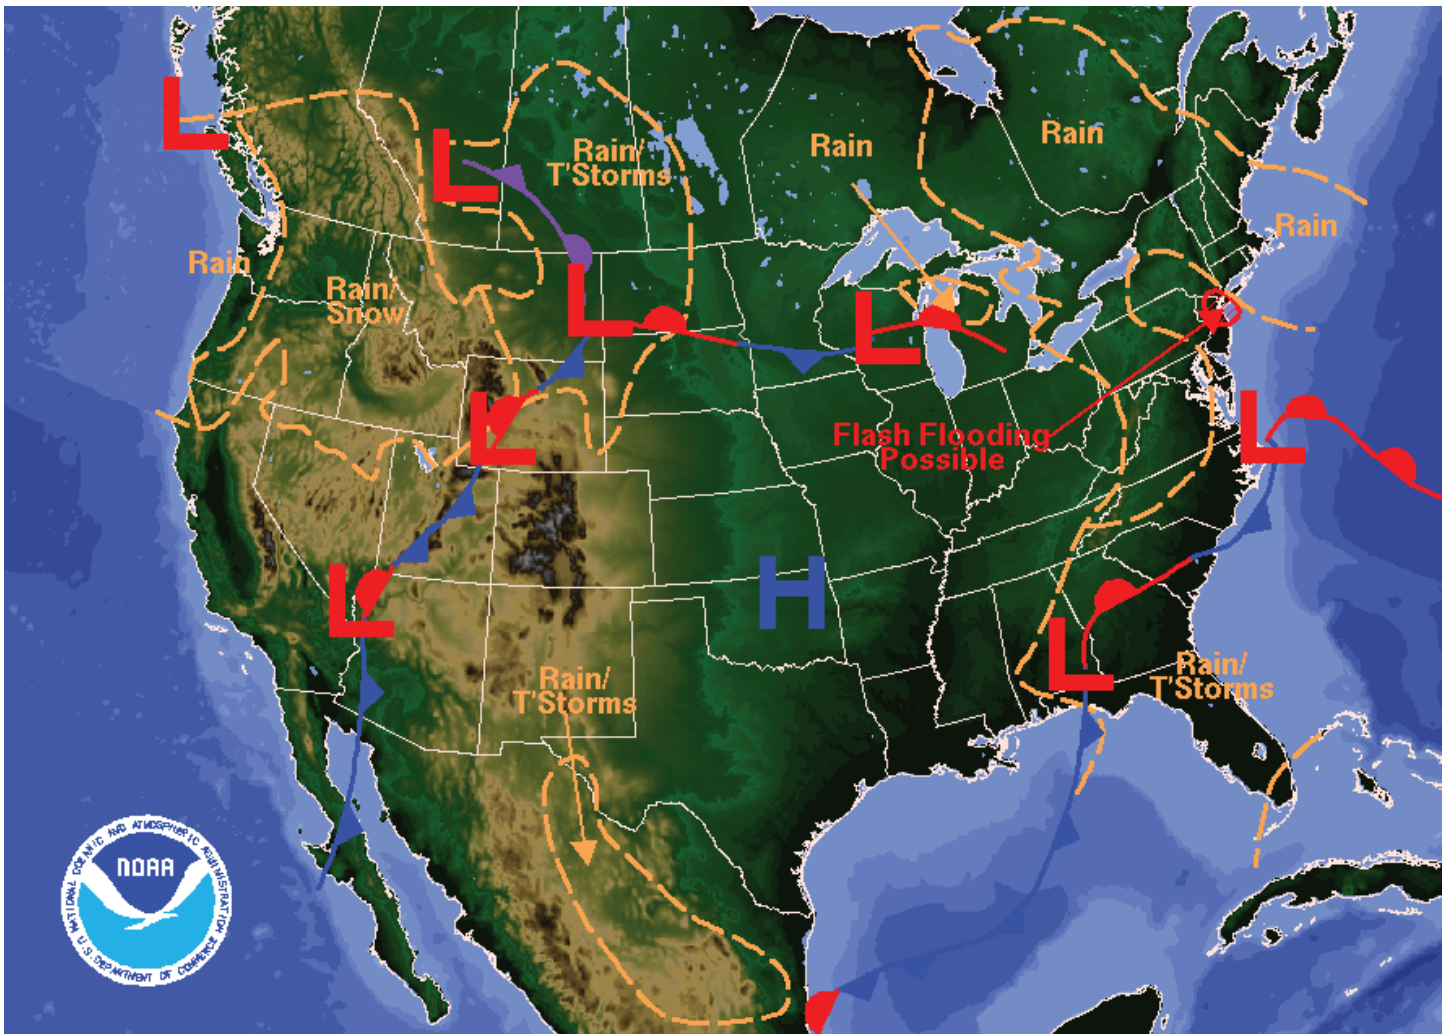 L
L
Rain/
T'Storms
Rain
Rain
Rain
Rain
Rain/
Snow
L
L
L
L
Flash Flooding
Possible
L
H
L
Rain/
T'Storms
Rain/
T'Storms
NATIONAL OCEANIC AND ATMOSPHERIC ADMINISTRATION
NOAA
U.S. DEPARTMENT OF COMMERCE